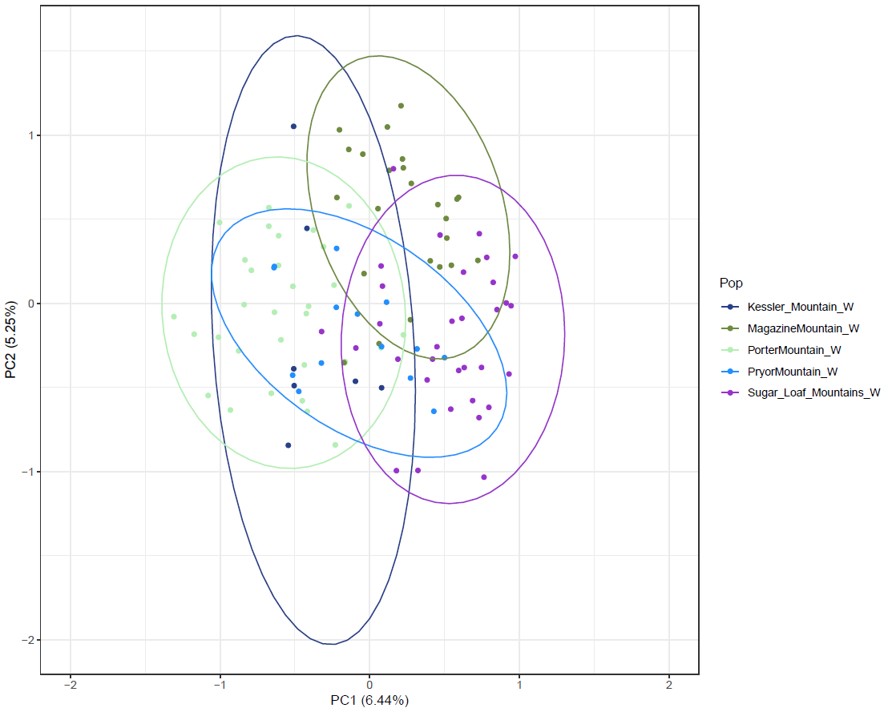 1
0
−1
−2
PC2 (5.25%)
−2
−1
0
1
2
PC1 (6.44%)
Pop
Kessler_Mountain_W
MagazineMountain_W
PorterMountain_W
PryorMountain_W
Sugar_Loaf_Mountains_W